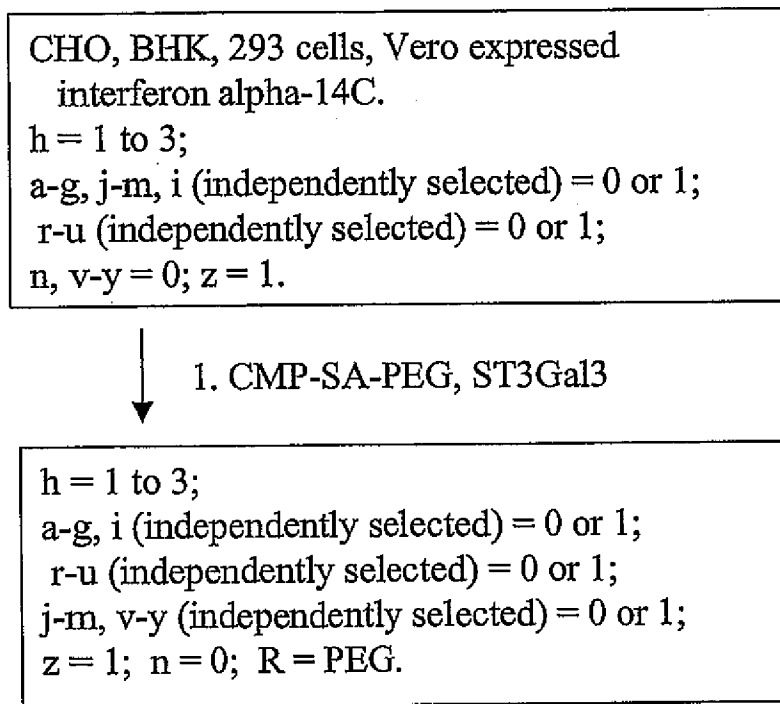 CHO, BHK, 293 cells, Vero expressed
interferon alpha-14C.
h = 1 to 3;
a-g, j-m, i (independently selected) = 0 or 1;
r-u (independently selected) = 0 or 1;
n, v-y = 0; z = 1.
1. CMP-SA-PEG, ST3Gal3
h = 1 to 3;
a-g, i (independently selected) = 0 or 1;
r-u (independently selected) = 0 or 1;
j-m, v-y (independently selected) = 0 or 1;
z = 1; n = 0; R = PEG.